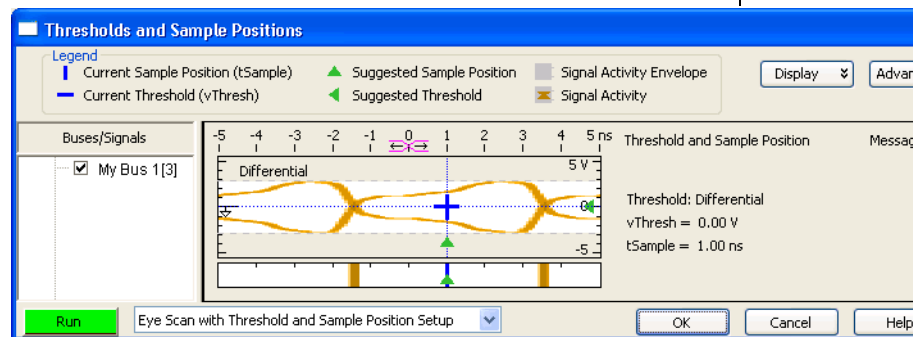 Thresholds and Sample Positions
Legend
Current Sample Position (tSample)
Suggested Sample Position
Signal Activity Envelope
Current Threshold (vThresh)
Suggested Threshold
Signal Activity
Display
Advan
Buses/Signals
-5 -4 -3 -2 -1 0 1 2 3 4 5 ns
Threshold and Sample Position
Messag
My Bus 1[3]
Differential
5 V
0
-5
Threshold: Differential
vThresh = 0.00 V
tSample = 1.00 ns
Run
Eye Scan with Threshold and Sample Position Setup
OK
Cancel
Help